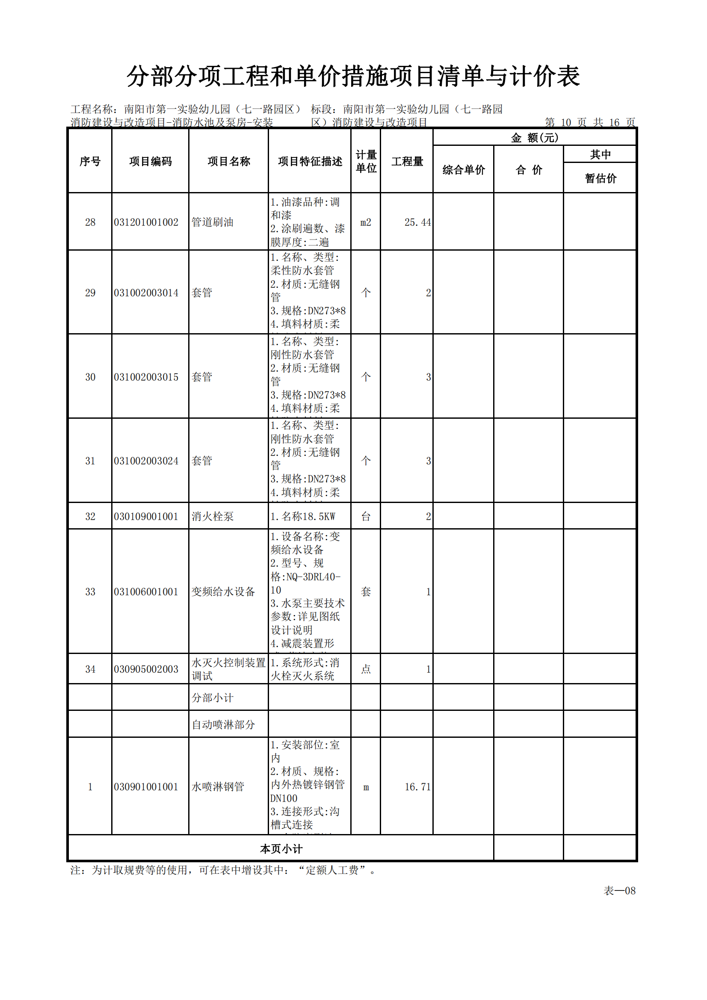 分部分项工程和单价措施项目清单与计价表
工程名称：南阳市第一实验幼儿园（七一路园区）
消防建设与改造项目-消防水池及泵房-安装
标段：南阳市第一实验幼儿园（七一路园
区）消防建设与改造项目
第 10 页 共 16 页
序号
项目编码
项目名称
项目特征描述
计量
单位
工程量
金 额(元)
综合单价
合 价
其中
暂估价
28
031201001002
管道刷油
1.油漆品种:调
和漆
2.涂刷遍数、漆
膜厚度:二遍
m2
25.44
29
031002003014
套管
1.名称、类型:
柔性防水套管
2.材质:无缝钢
管
3.规格:DN273*8
4.填料材质:柔
个
2
30
031002003015
套管
1.名称、类型:
刚性防水套管
2.材质:无缝钢
管
3.规格:DN273*8
4.填料材质:柔
个
3
31
031002003024
套管
1.名称、类型:
刚性防水套管
2.材质:无缝钢
管
3.规格:DN273*8
4.填料材质:柔
个
3
32
030109001001
消火栓泵
1.名称18.5KW
台
2
33
031006001001
变频给水设备
1.设备名称:变
频给水设备
2.型号、规
格:NQ-3DRL40-
10
3.水泵主要技术
参数:详见图纸
设计说明
4.减震装置形
套
1
34
030905002003
水灭火控制装置
调试
1.系统形式:消
火栓灭火系统
点
1
分部小计
自动喷淋部分
1
030901001001
水喷淋钢管
1.安装部位:室
内
2.材质、规格:
内外热镀锌钢管
DN100
3.连接形式:沟
槽式连接
m
16.71
本页小计
注：为计取规费等的使用，可在表中增设其中：“定额人工费”。
表—08